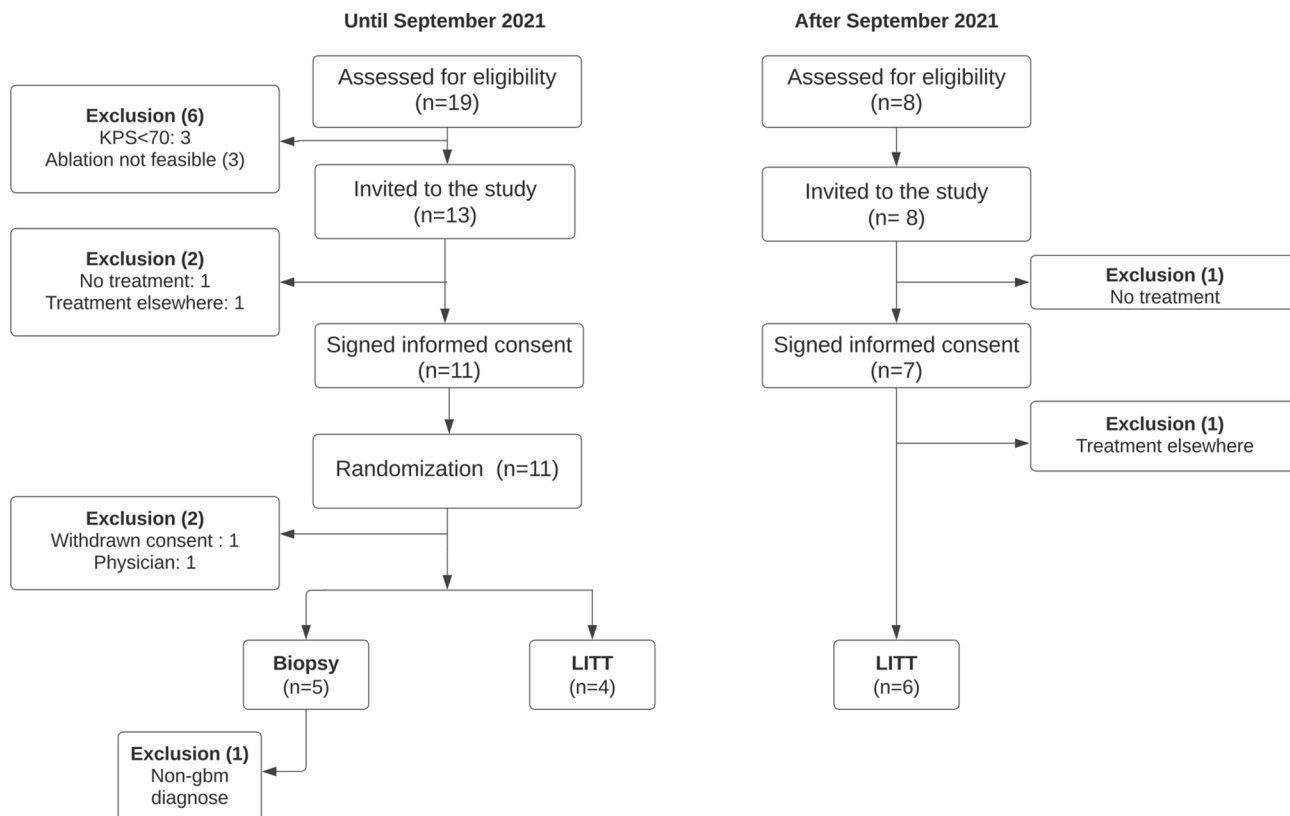 Until September 2021
Assessed for eligibility
(n=19)
Exclusion (6)
KPS<70: 3
Ablation not feasible (3)
Invited to the study
(n=13)
Exclusion (2)
No treatment: 1
Treatment elsewhere: 1
Signed informed consent
(n=11)
Randomization (n=11)
Exclusion (2)
Withdrawn consent : 1
Physician: 1
Biopsy
(n=5)
LITT
(n=4)
Exclusion (1)
Non-gbm
diagnose
After September 2021
Assessed for eligibility
(n=8)
Invited to the study
(n= 8)
Exclusion (1)
No treatment
Signed informed consent
(n=7)
Exclusion (1)
Treatment elsewhere
LITT
(n=6)